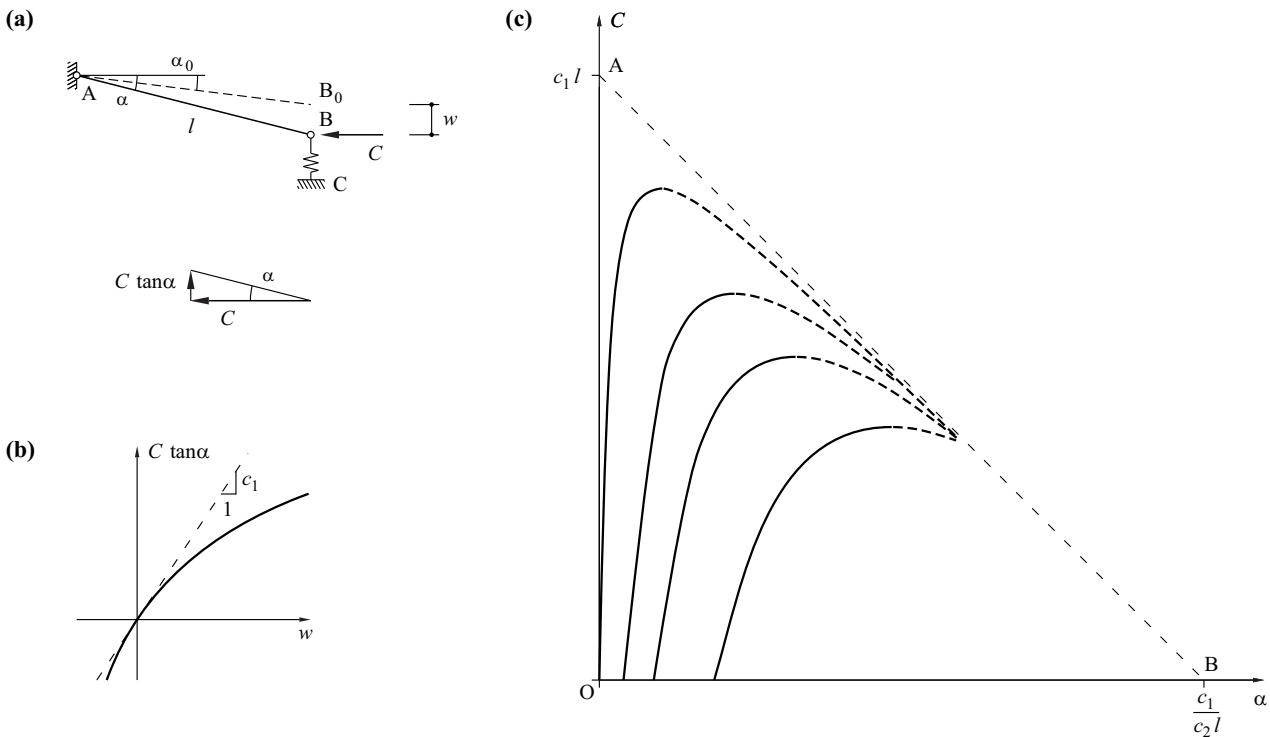 (a)
α₀
A
α
B₀
B
l
w
C
C
C tanα
α
C
(b)
C tanα
c₁
1
w
(c)
C
c₁ l
A
O
B
c₁
c₂ l
α